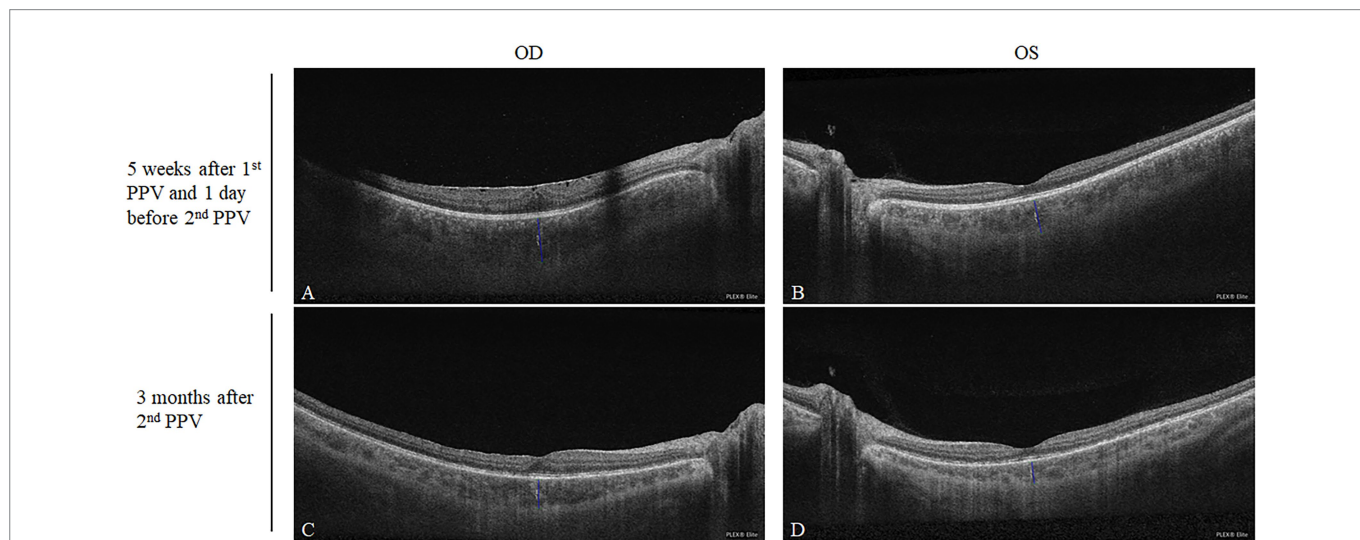 OD
OS
5 weeks after 1st
PPV and 1 day
before 2nd PPV
A
PLEX® Elite
B
PLEX® Elite
3 months after
2nd PPV
C
PLEX® Elite
D
PLEX® Elite